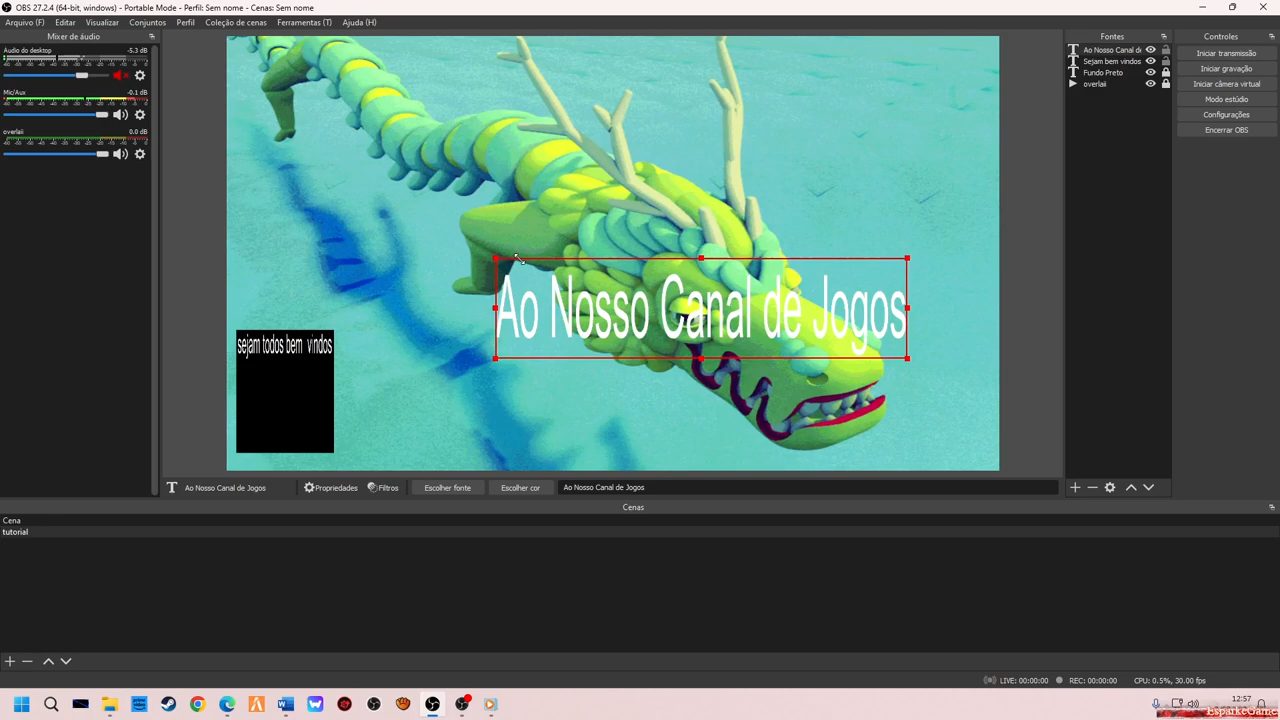 OBS 27.2.4 (64-bit, windows) - Portable Mode - Perfil: Sem nome - Cenas: Sem nome
Arquivo (F) Editar Visualizar Conjuntos Perfil Coleção de cenas Ferramentas (T) Ajuda (H)
Mixer de áudio
Áudio do desktop -5.3 dB
Mic/Aux -0.1 dB
overlaii 0.0 dB
Ao Nosso Canal de Jogos
sejam todos bem vindos
Fontes
Ao Nosso Canal de
Sejam bem vindos
Fundo Preto
overlaii
Controles
Iniciar transmissão
Iniciar gravação
Iniciar câmera virtual
Modo estúdio
Configurações
Encerrar OBS
Ao Nosso Canal de Jogos Propriedades Filtros Escolher fonte Escolher cor Ao Nosso Canal de Jogos
Cenas
Cena
tutorial
LIVE: 00:00:00 REC: 00:00:00 CPU: 0.5%, 30.00 fps
12:57